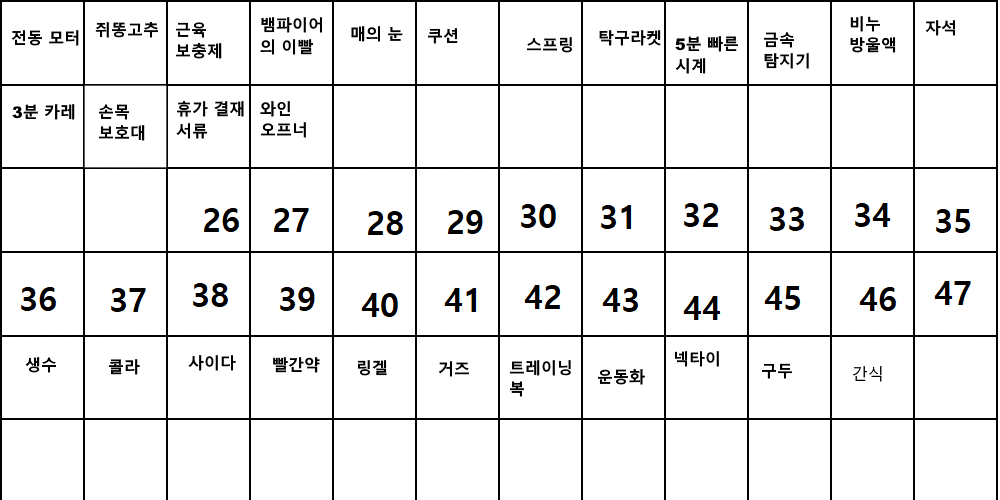 전동 모터
쥐똥고추
근육
보충제
뱀파이어
의 이빨
매의 눈
쿠션
스프링
탁구라켓
5분 빠른
시계
금속
탐지기
비누
방울액
자석
3분 카레
손목
보호대
휴가 결재
서류
와인
오프너
26
27
28
29
30
31
32
33
34
35
36
37
38
39
40
41
42
43
44
45
46
47
생수
콜라
사이다
빨간약
링겔
거즈
트레이닝
복
운동화
넥타이
구두
간식